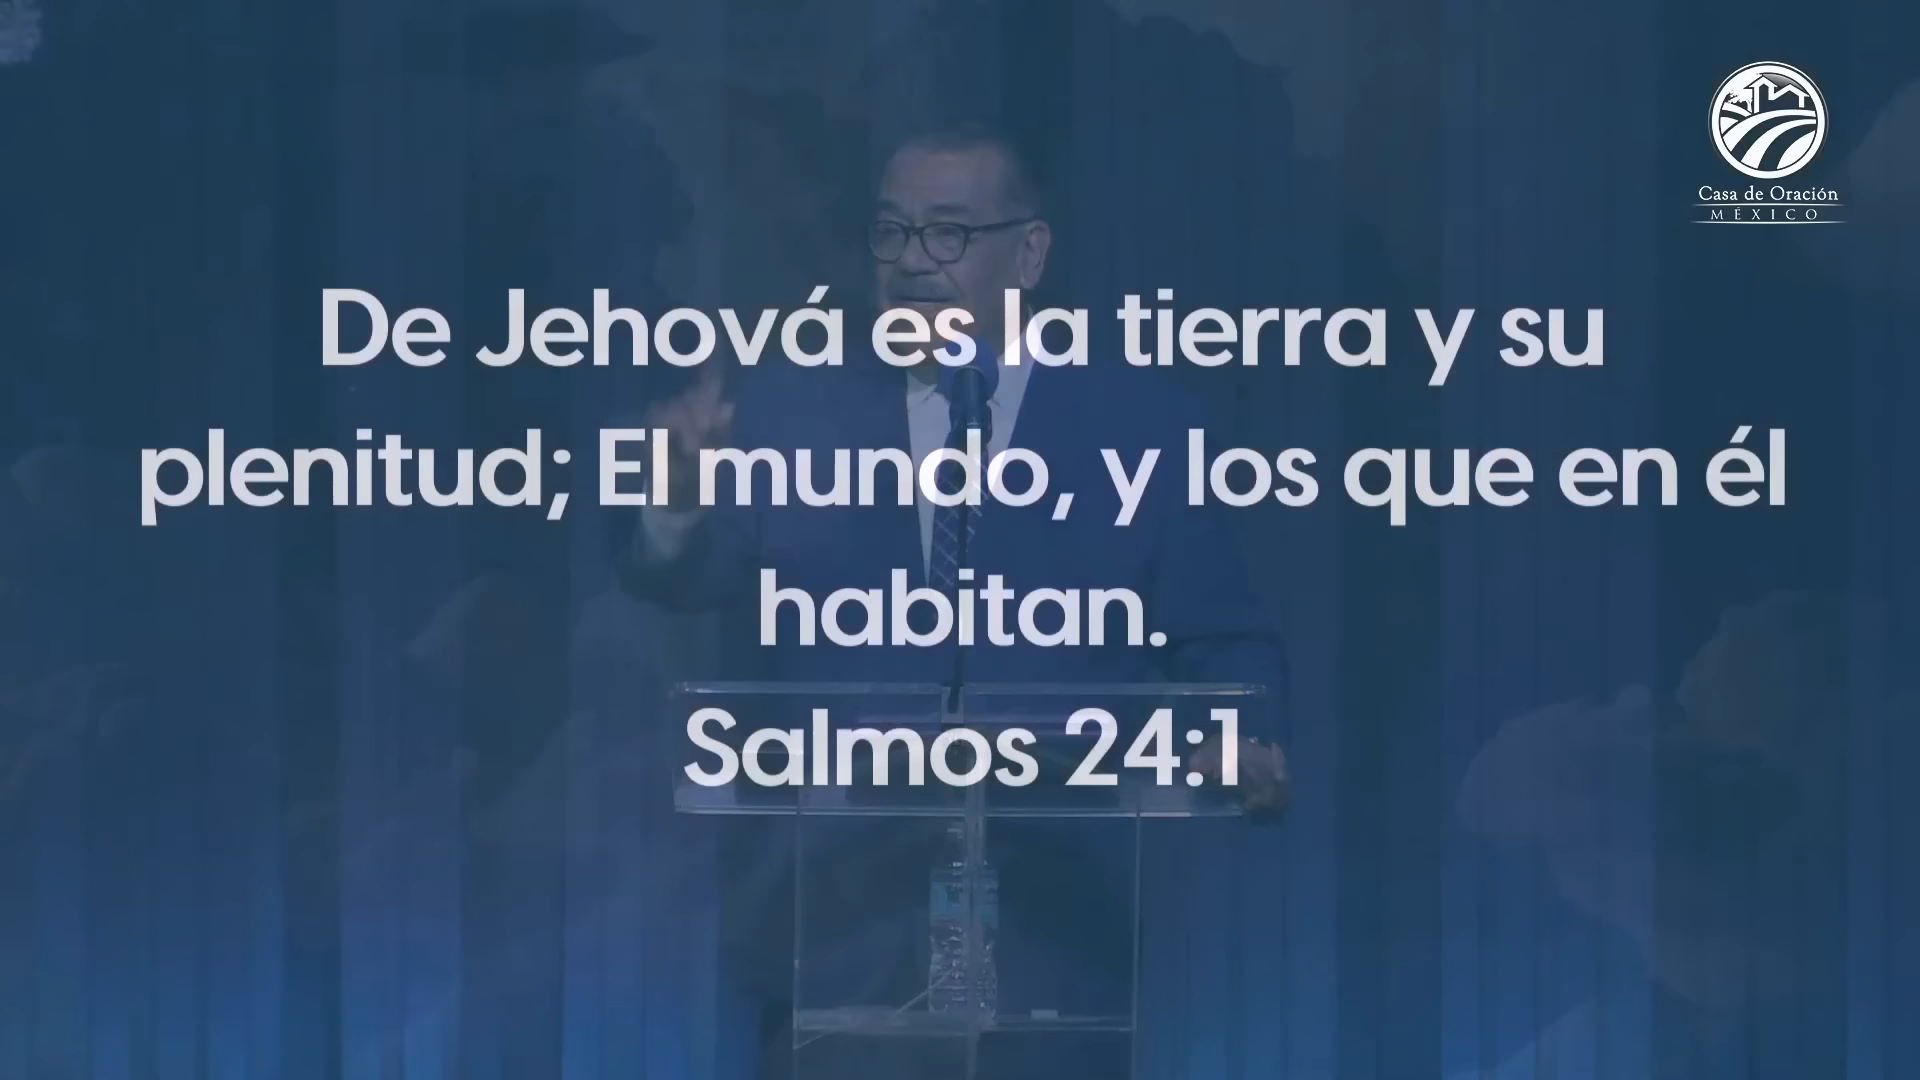 Casa de Oración
MÉXICO
De Jehová es la tierra y su
plenitud; El mundo, y los que en él
habitan.
Salmos 24:1